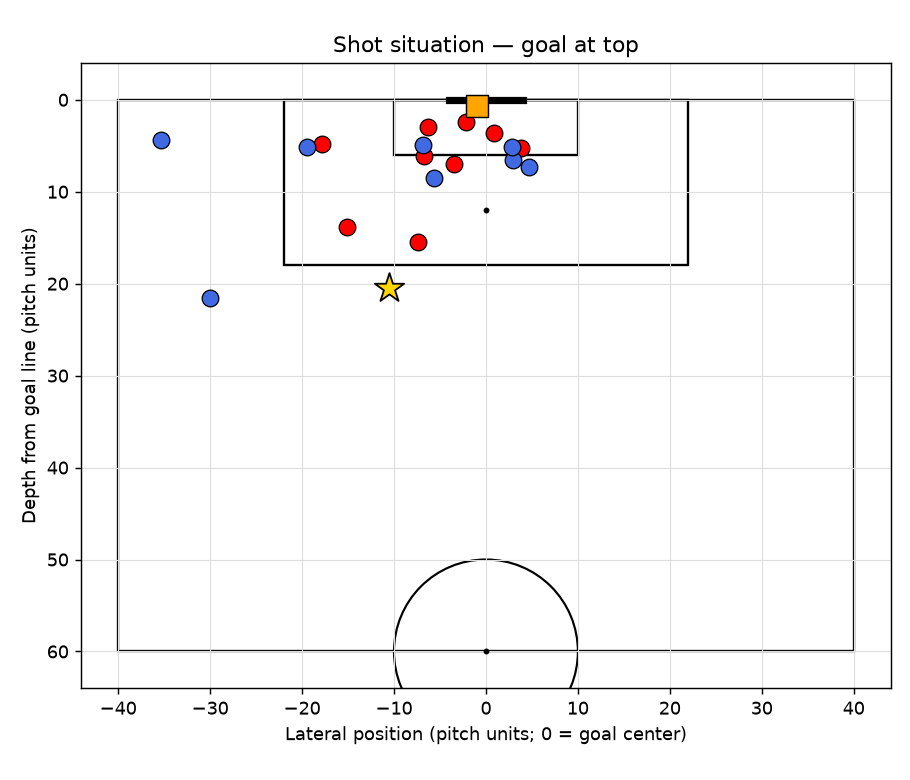 Shot situation — goal at top
Depth from goal line (pitch units)
0
10
20
30
40
50
60
−40 −30 −20 −10 0 10 20 30 40
Lateral position (pitch units; 0 = goal center)